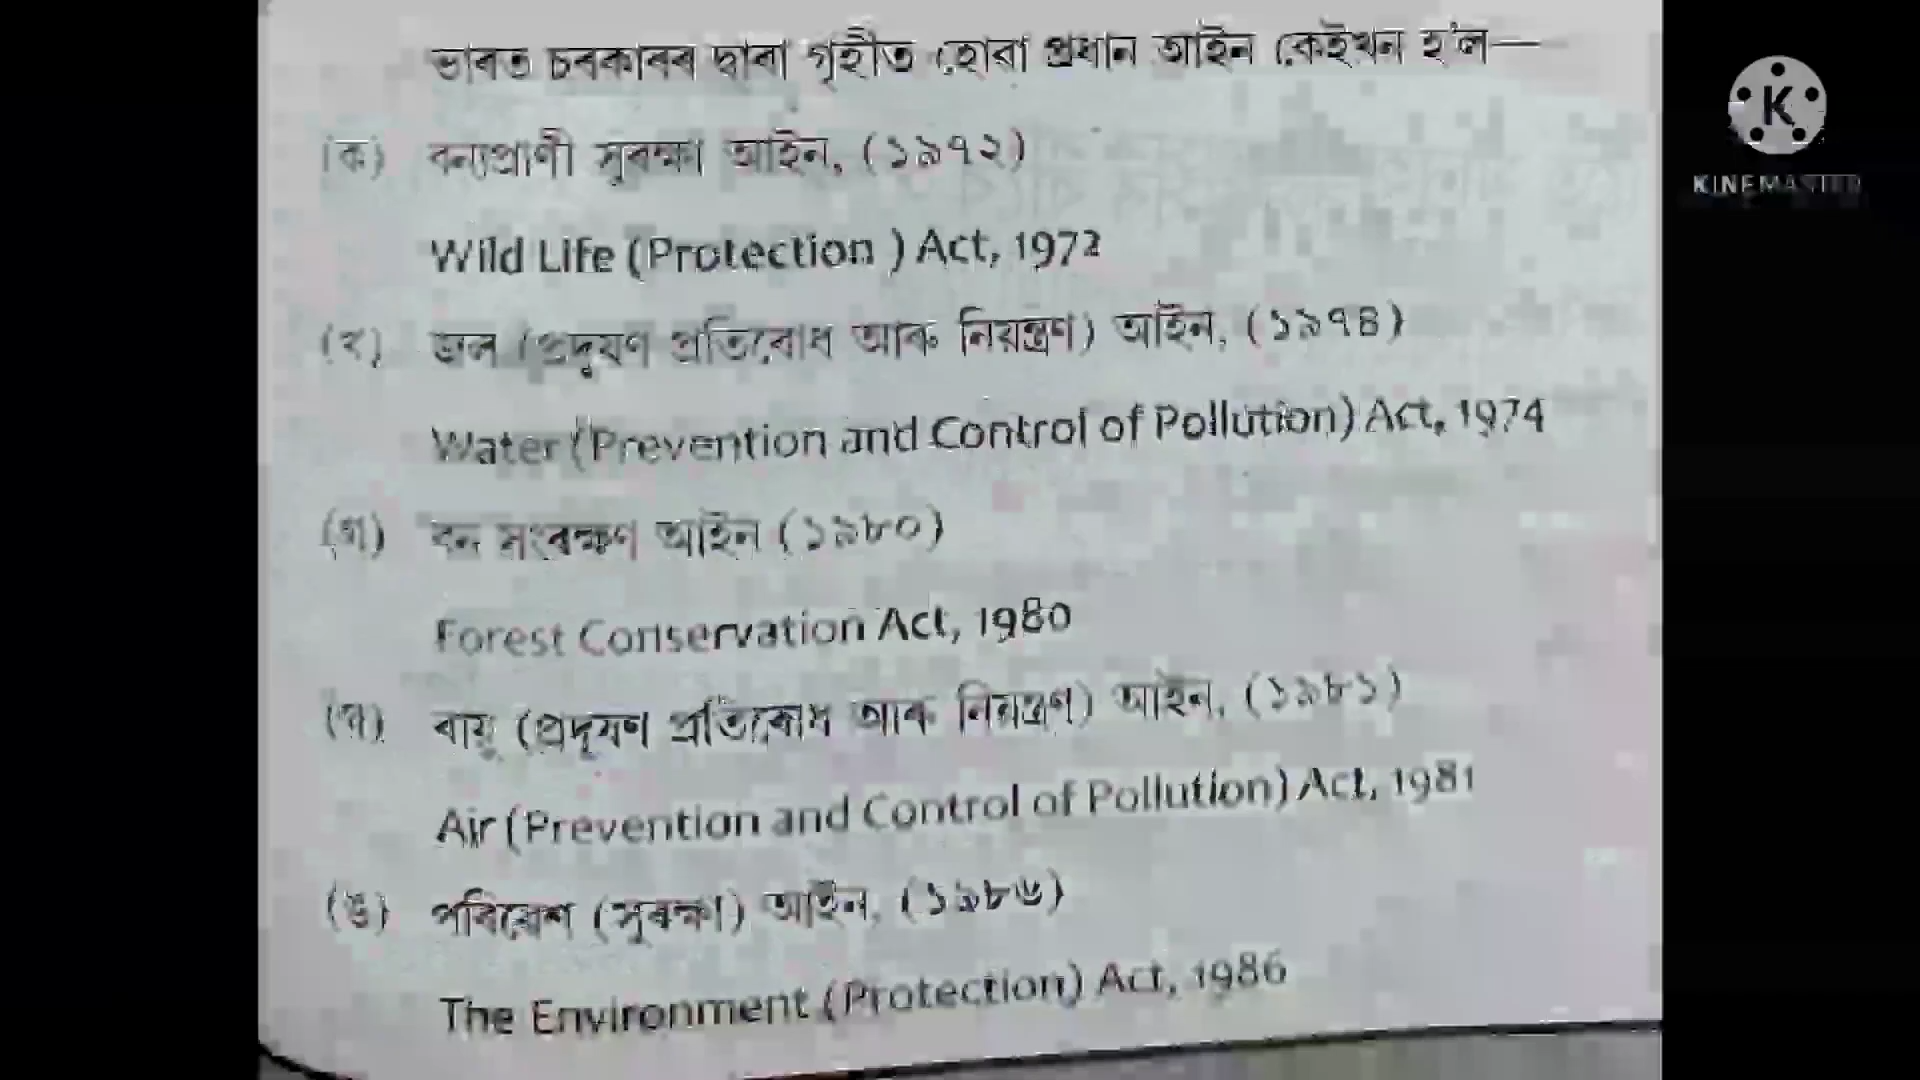 ভাৰত চৰকাৰৰ দ্বাৰা গৃহীত হোৱা প্ৰধান আইন কেইখন হ'ল—
(ক) বন্যপ্ৰাণী সুৰক্ষা আইন, (১৯৭২)
Wild Life (Protection ) Act, 1972
(খ) জল (প্ৰদূষণ প্ৰতিৰোধ আৰু নিয়ন্ত্ৰণ) আইন, (১৯৭৪)
Water (Prevention and Control of Pollution) Act, 1974
(গ) বন সংৰক্ষণ আইন (১৯৮০)
Forest Conservation Act, 1980
(ঘ) বায়ু (প্ৰদূষণ প্ৰতিৰোধ আৰু নিয়ন্ত্ৰণ) আইন, (১৯৮১)
Air (Prevention and Control of Pollution) Act, 1981
(ঙ) পৰিৱেশ (সুৰক্ষা) আইন, (১৯৮৬)
The Environment (Protection) Act, 1986
K
KINEMASTER